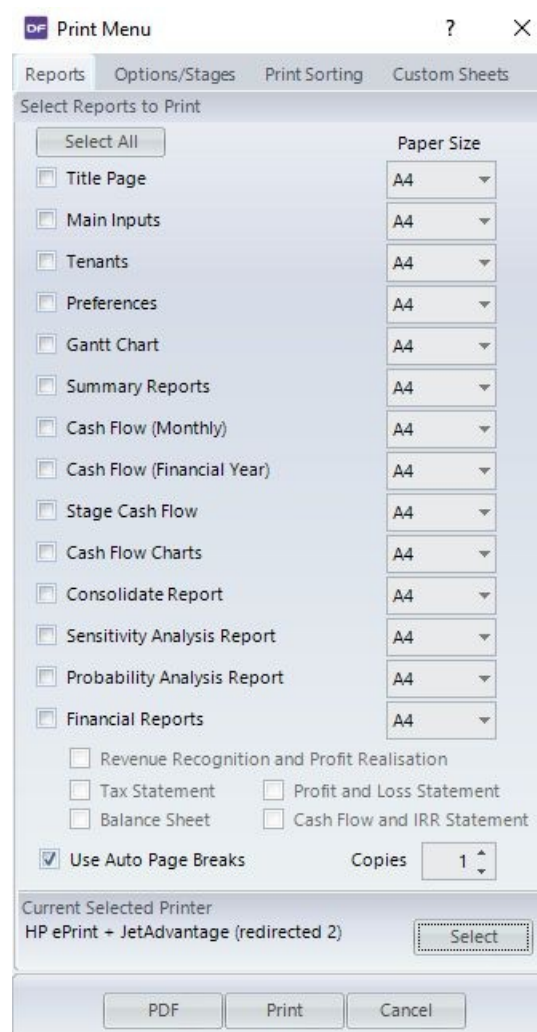 DF Print Menu ?
Reports Options/Stages Print Sorting Custom Sheets
Select Reports to Print
Select All Paper Size
Title Page A4
Main Inputs A4
Tenants A4
Preferences A4
Gantt Chart A4
Summary Reports A4
Cash Flow (Monthly) A4
Cash Flow (Financial Year) A4
Stage Cash Flow A4
Cash Flow Charts A4
Consolidate Report A4
Sensitivity Analysis Report A4
Probability Analysis Report A4
Financial Reports A4
Revenue Recognition and Profit Realisation
Tax Statement Profit and Loss Statement
Balance Sheet Cash Flow and IRR Statement
Use Auto Page Breaks Copies 1
Current Selected Printer
HP ePrint + JetAdvantage (redirected 2) Select
PDF Print Cancel